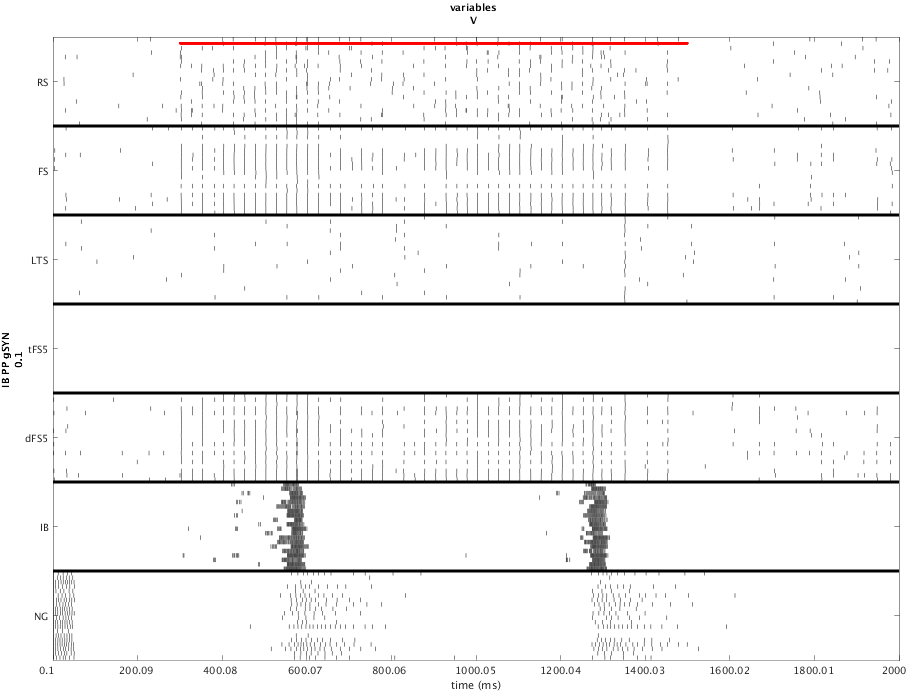 variables
V
RS
FS
LTS
tFS5
dFS5
IB
NG
IB PP gSYN
0.1
0.1 200.09 400.08 600.07 800.06 1000.05 1200.04 1400.03 1600.02 1800.01 2000
time (ms)